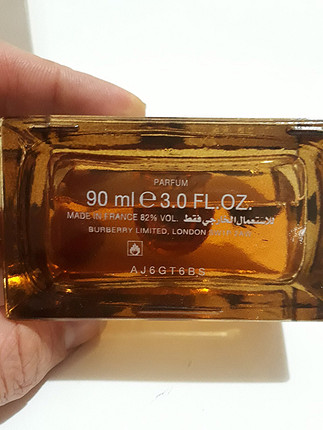 PARFUM
90 ml e 3.0 FL.OZ.
MADE IN FRANCE 82% VOL. للاستعمال الخارجي فقط
BURBERRY LIMITED, LONDON
AJ6GT6BS